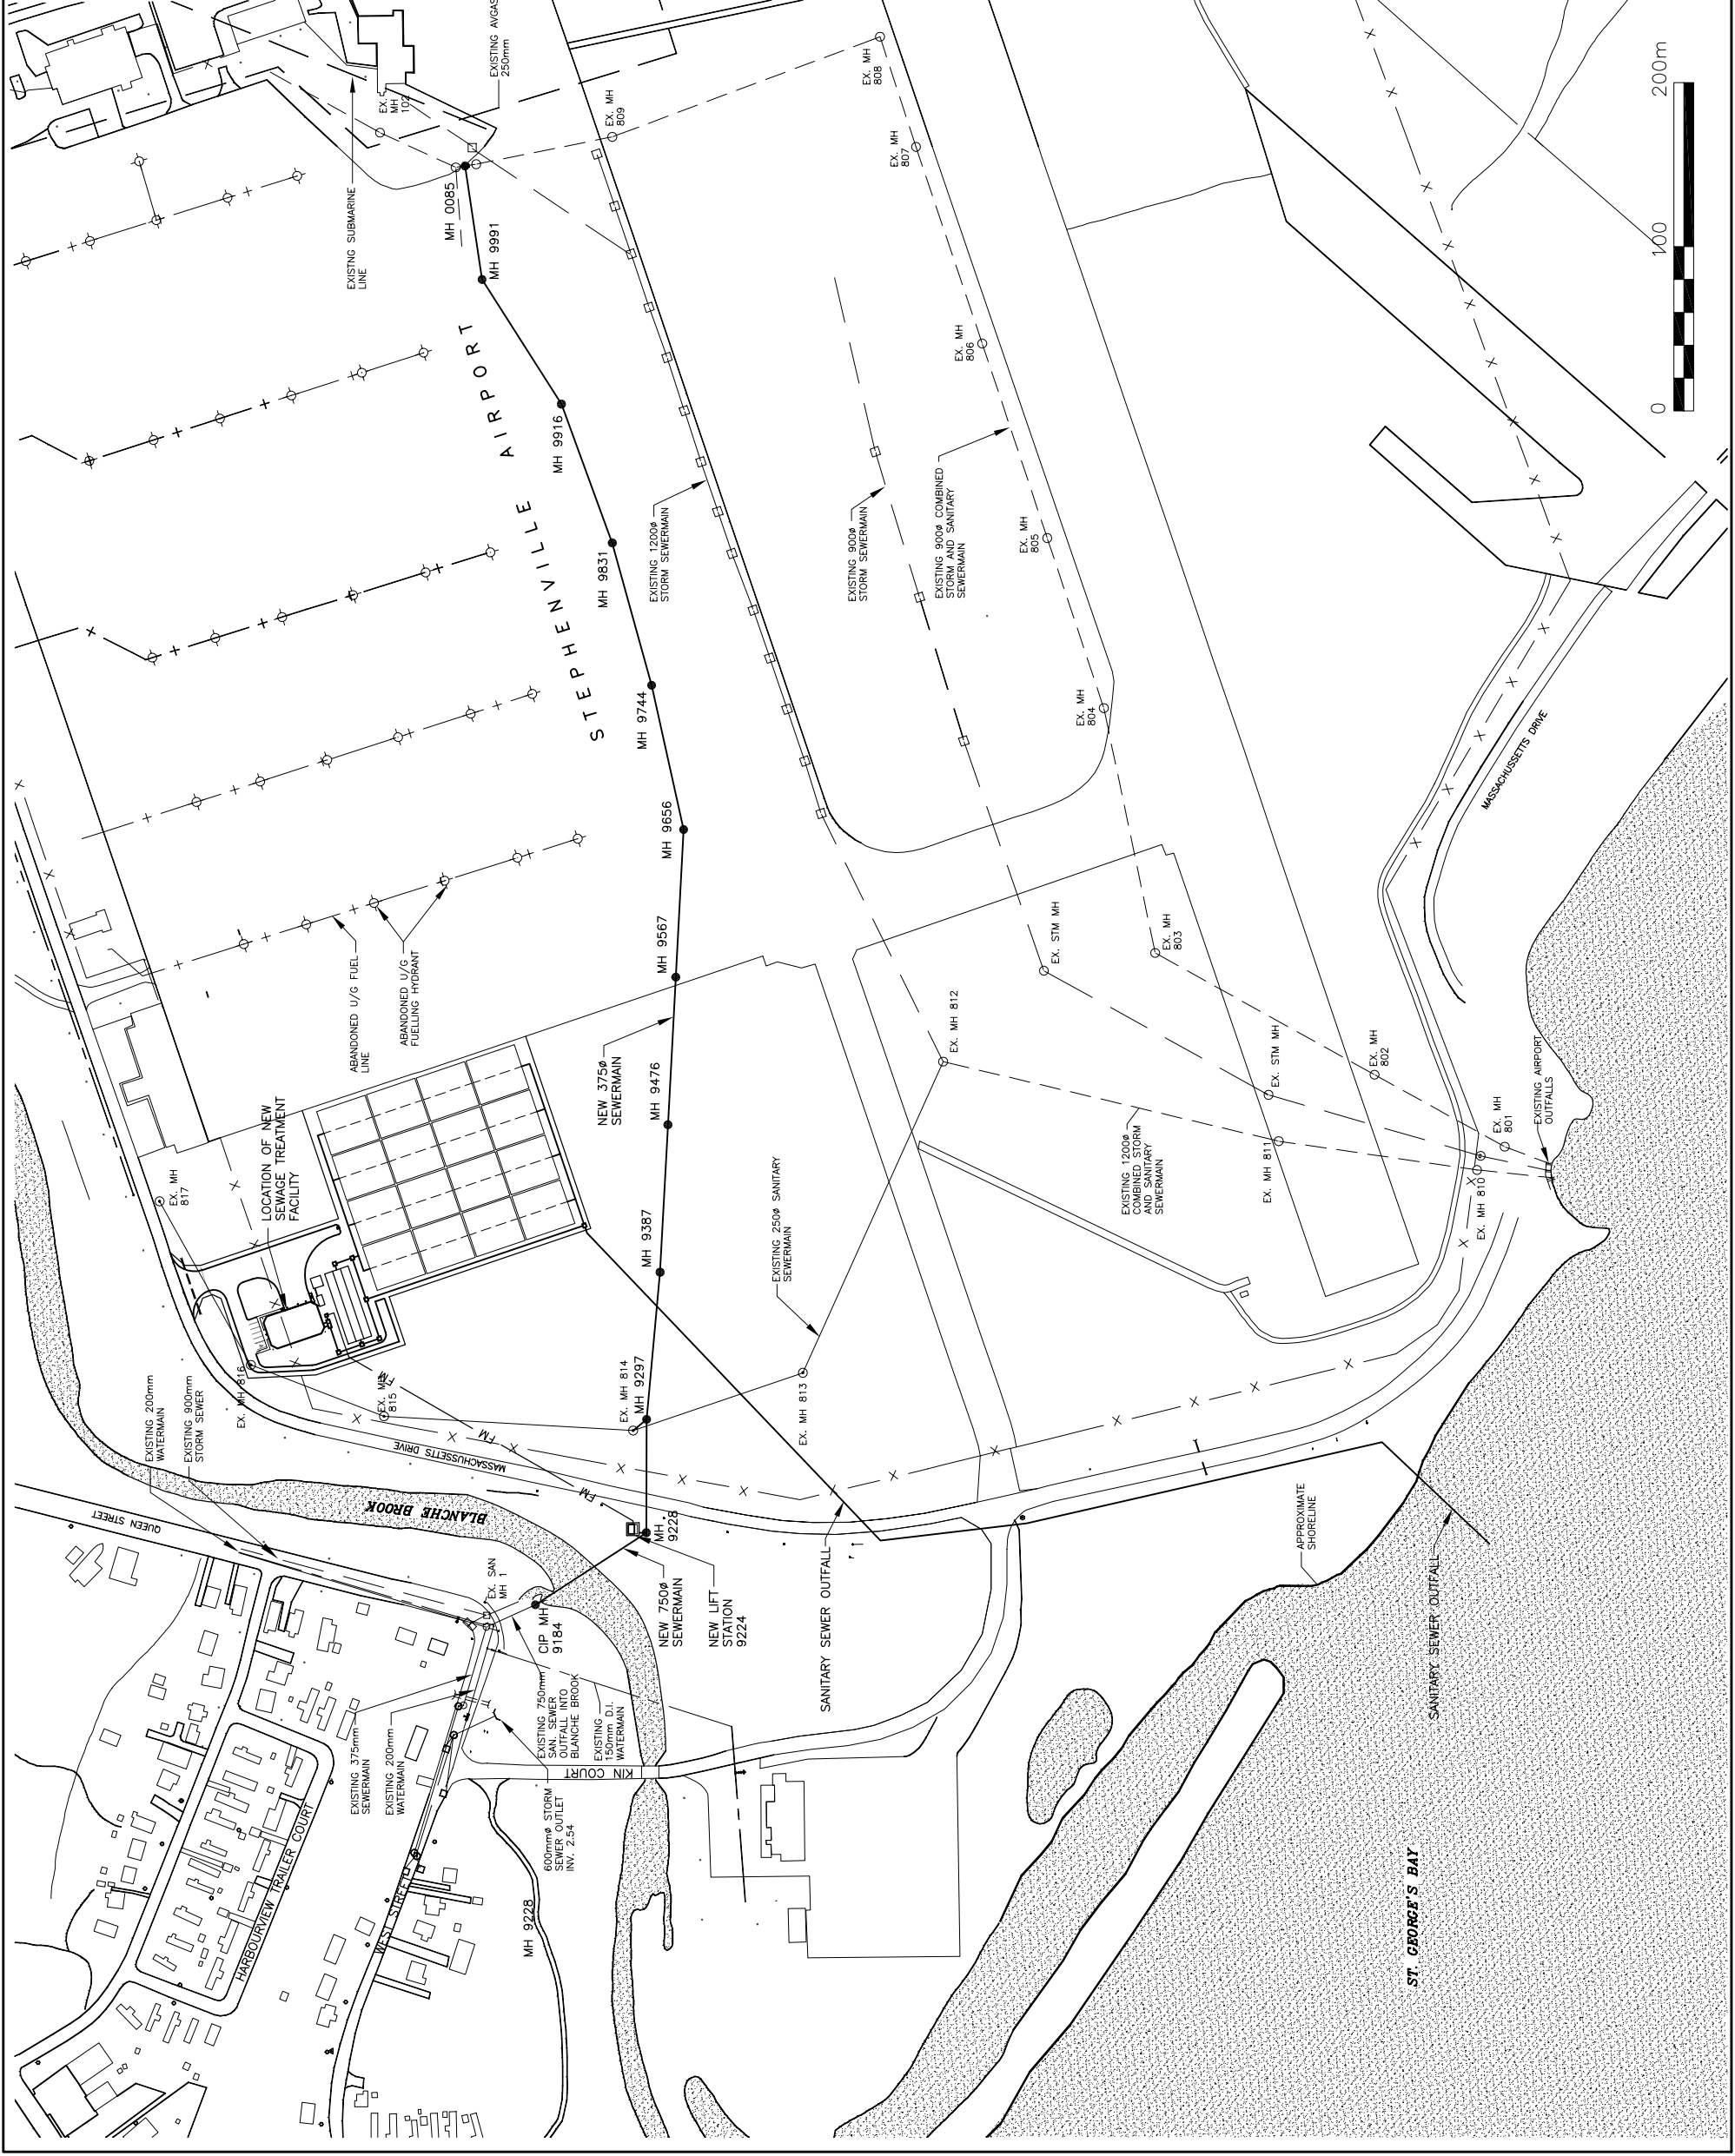 EXISTING AVGAS
250mm
EX.
MH
102
EX. MH
809
EX. MH
808
EX. MH
807
EX. MH
806
EX. MH
805
EX. MH
804
EX. MH
803
EX. MH
802
EX. MH
801
EXISTNG SUBMARINE
LINE
MH 0085
MH 9991
MH 9916
MH 9831
MH 9744
MH 9656
MH 9567
MH 9476
MH 9387
MH 9297
MH
9228
STEPHENVILLE AIRPORT
EXISTING 1200ø
STORM SEWERMAIN
EXISTING 900ø
STORM SEWERMAIN
EXISTING 900ø COMBINED
STORM AND SANITARY
SEWERMAIN
0
100
200m
MASSACHUSSETTS DRIVE
ABANDONED U/G FUEL
LINE
ABANDONED U/G
FUELLING HYDRANT
NEW 375ø
SEWERMAIN
LOCATION OF NEW
SEWAGE TREATMENT
FACILITY
EX. MH
817
EX. MH 816
EX. MH
815
EX. MH 814
EX. MH 813
EX. MH 812
EX. STM MH
EX. STM MH
EX. MH 811
EX. MH 810
EXISTING AIRPORT
OUTFALLS
EXISTING 1200ø
COMBINED STORM
AND SANITARY
SEWERMAIN
EXISTING 250ø SANITARY
SEWERMAIN
FM
FM
FM
MASSACHUSSETTS DRIVE
EXISTING 200mm
WATERMAIN
EXISTING 900mm
STORM SEWER
QUEEN STREET
BLANCHE BROOK
EX. SAN
MH 1
CIP MH
9184
NEW 750ø
SEWERMAIN
NEW LIFT
STATION
9224
SANITARY SEWER OUTFALL
APPROXIMATE
SHORELINE
SANITARY SEWER OUTFALL
EXISTING 750mm
SAN. SEWER
OUTFALL INTO
BLANCHE BROOK
EXISTING
150mm D.I.
WATERMAIN
EXISTING 375mm
SEWERMAIN
EXISTING 200mm
WATERMAIN
600mmø STORM
SEWER OUTLET
INV. 2.54
KIN COURT
HARBOURVIEW TRAILER COURT
WEST STREET
MH 9228
ST. GEORGE'S BAY